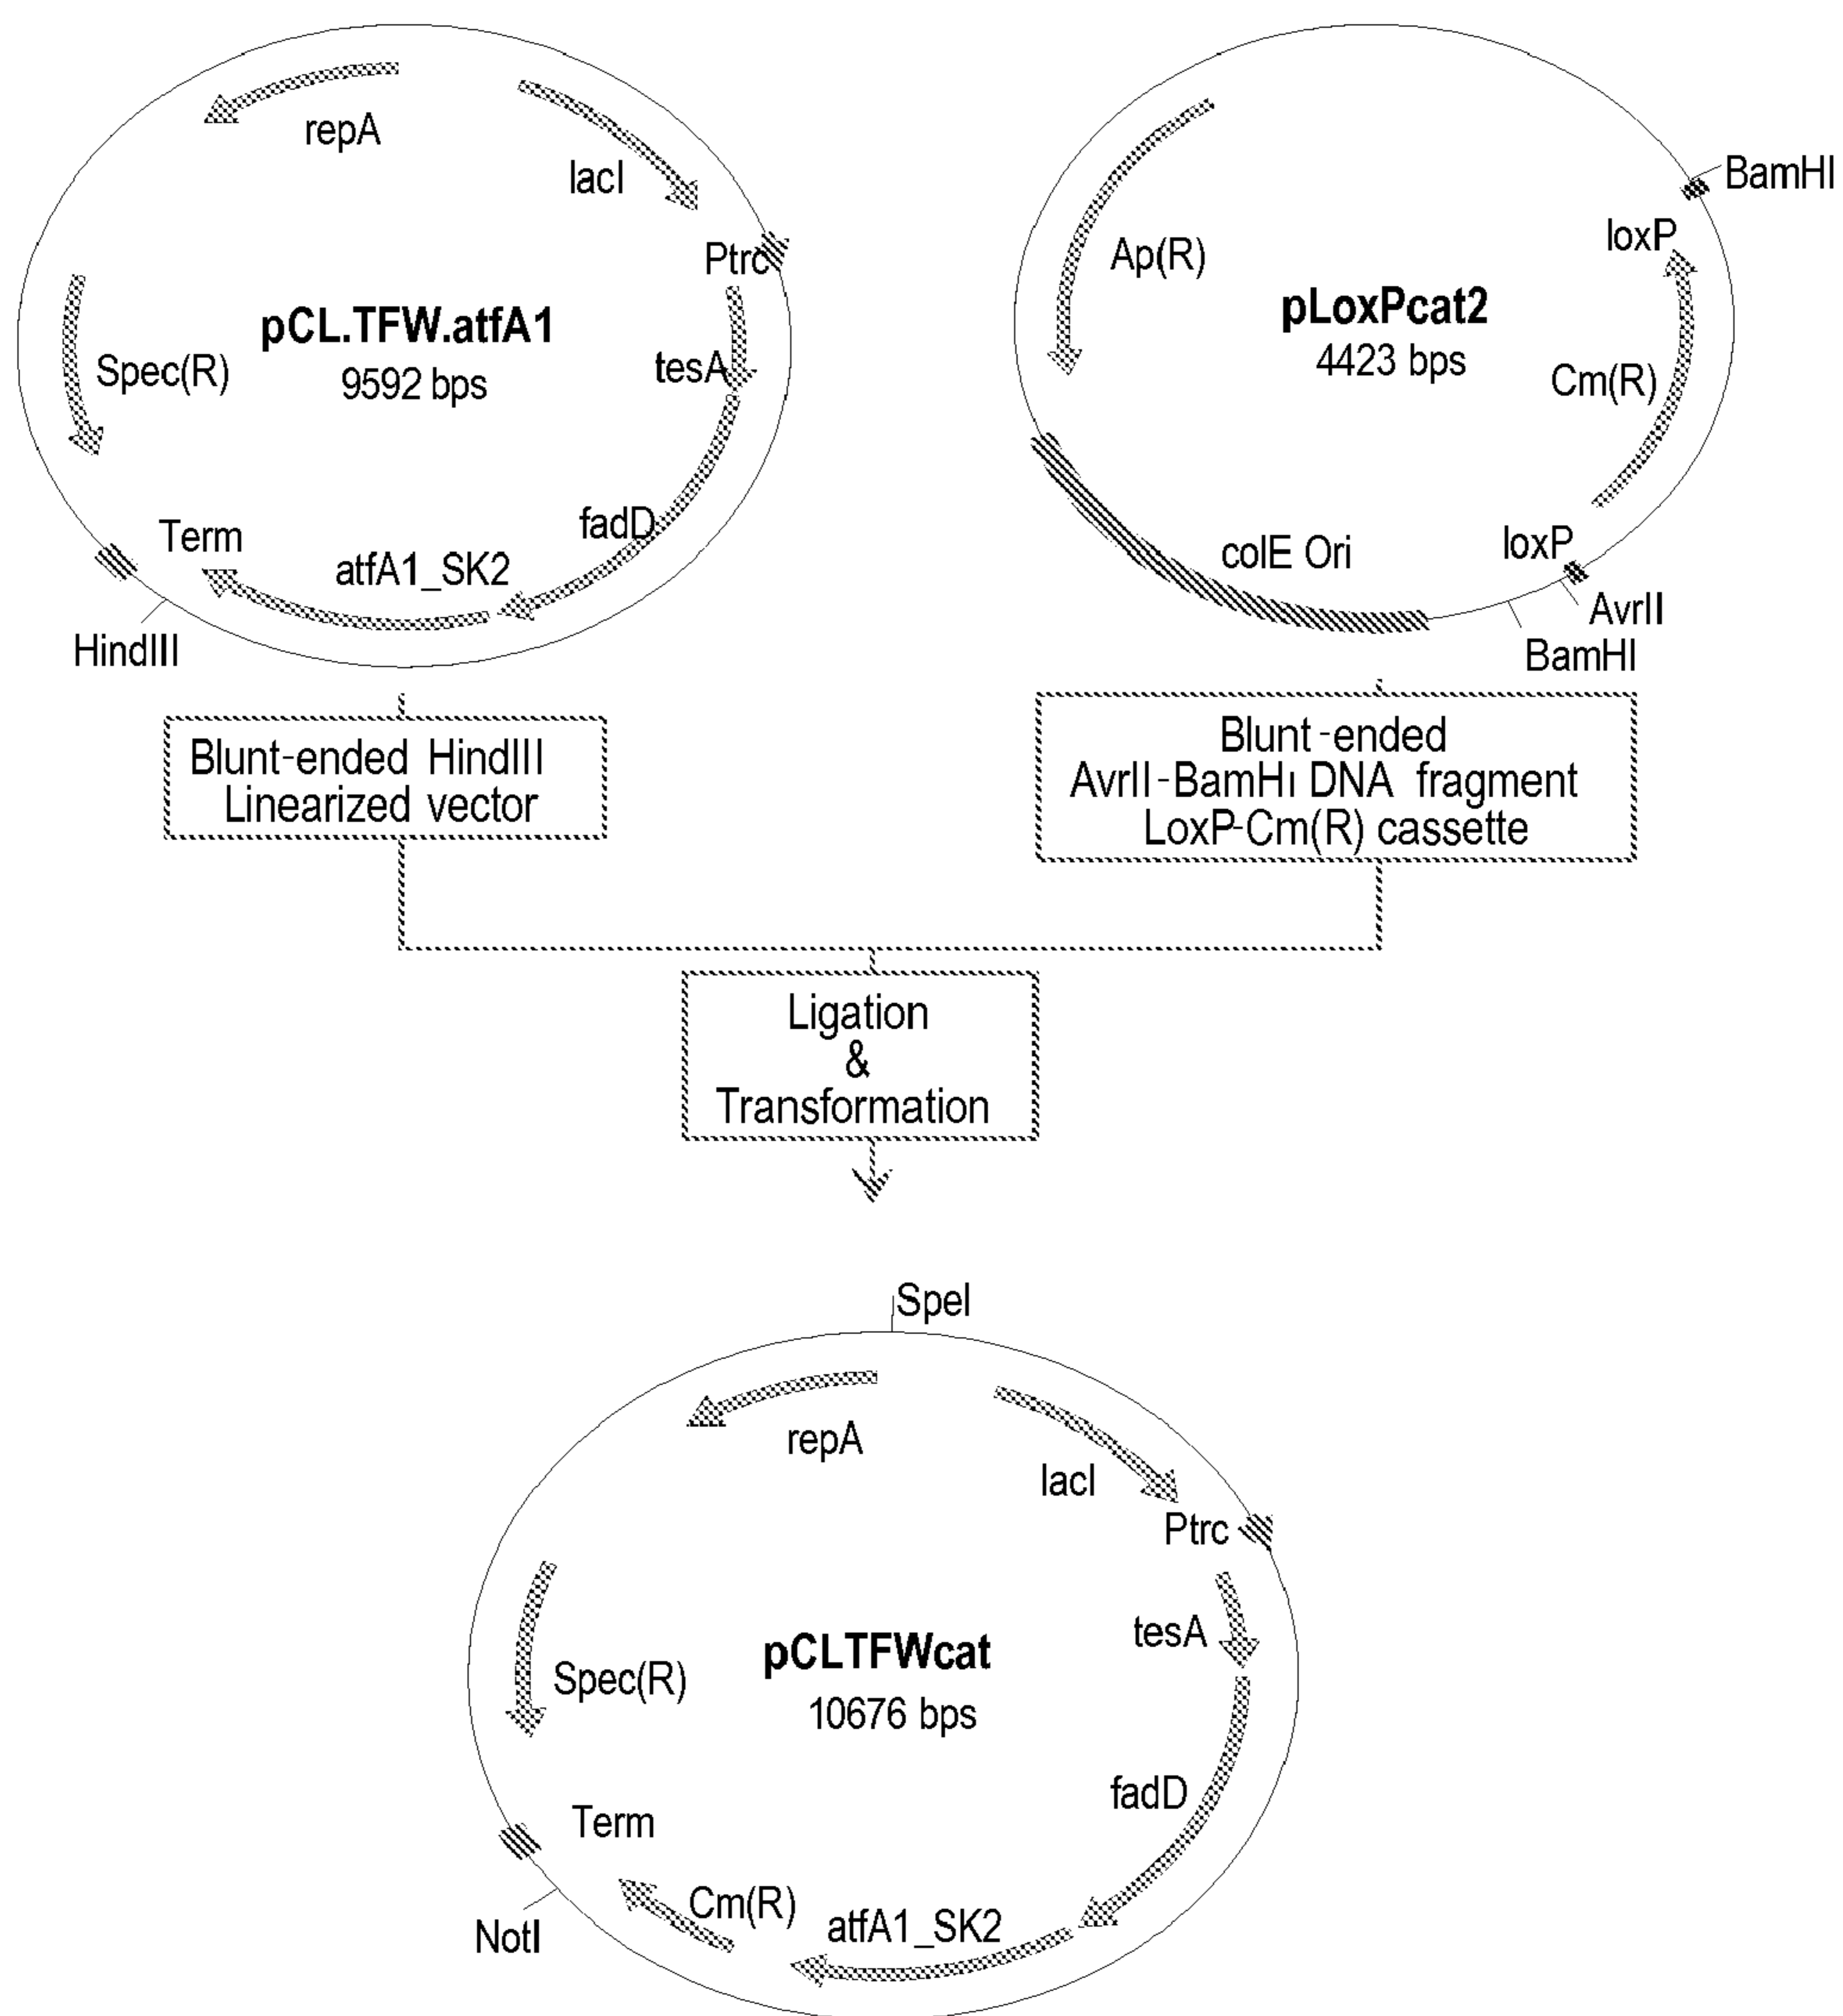 repA
lacI
Ptrc
pCL.TFW.atfA1
9592 bps
tesA
Spec(R)
fadD
Term
atfA1_SK2
HindIII
BamHI
loxP
Ap(R)
pLoxPcat2
4423 bps
Cm(R)
loxP
colE Ori
AvrII
BamHI
Blunt-ended HindIII
Linearized vector
Blunt-ended
AvrII-BamHI DNA fragment
LoxP-Cm(R) cassette
Ligation
&
Transformation
SpeI
repA
lacI
Ptrc
tesA
pCLTFWcat
10676 bps
Spec(R)
fadD
Term
Cm(R)
atfA1_SK2
NotI